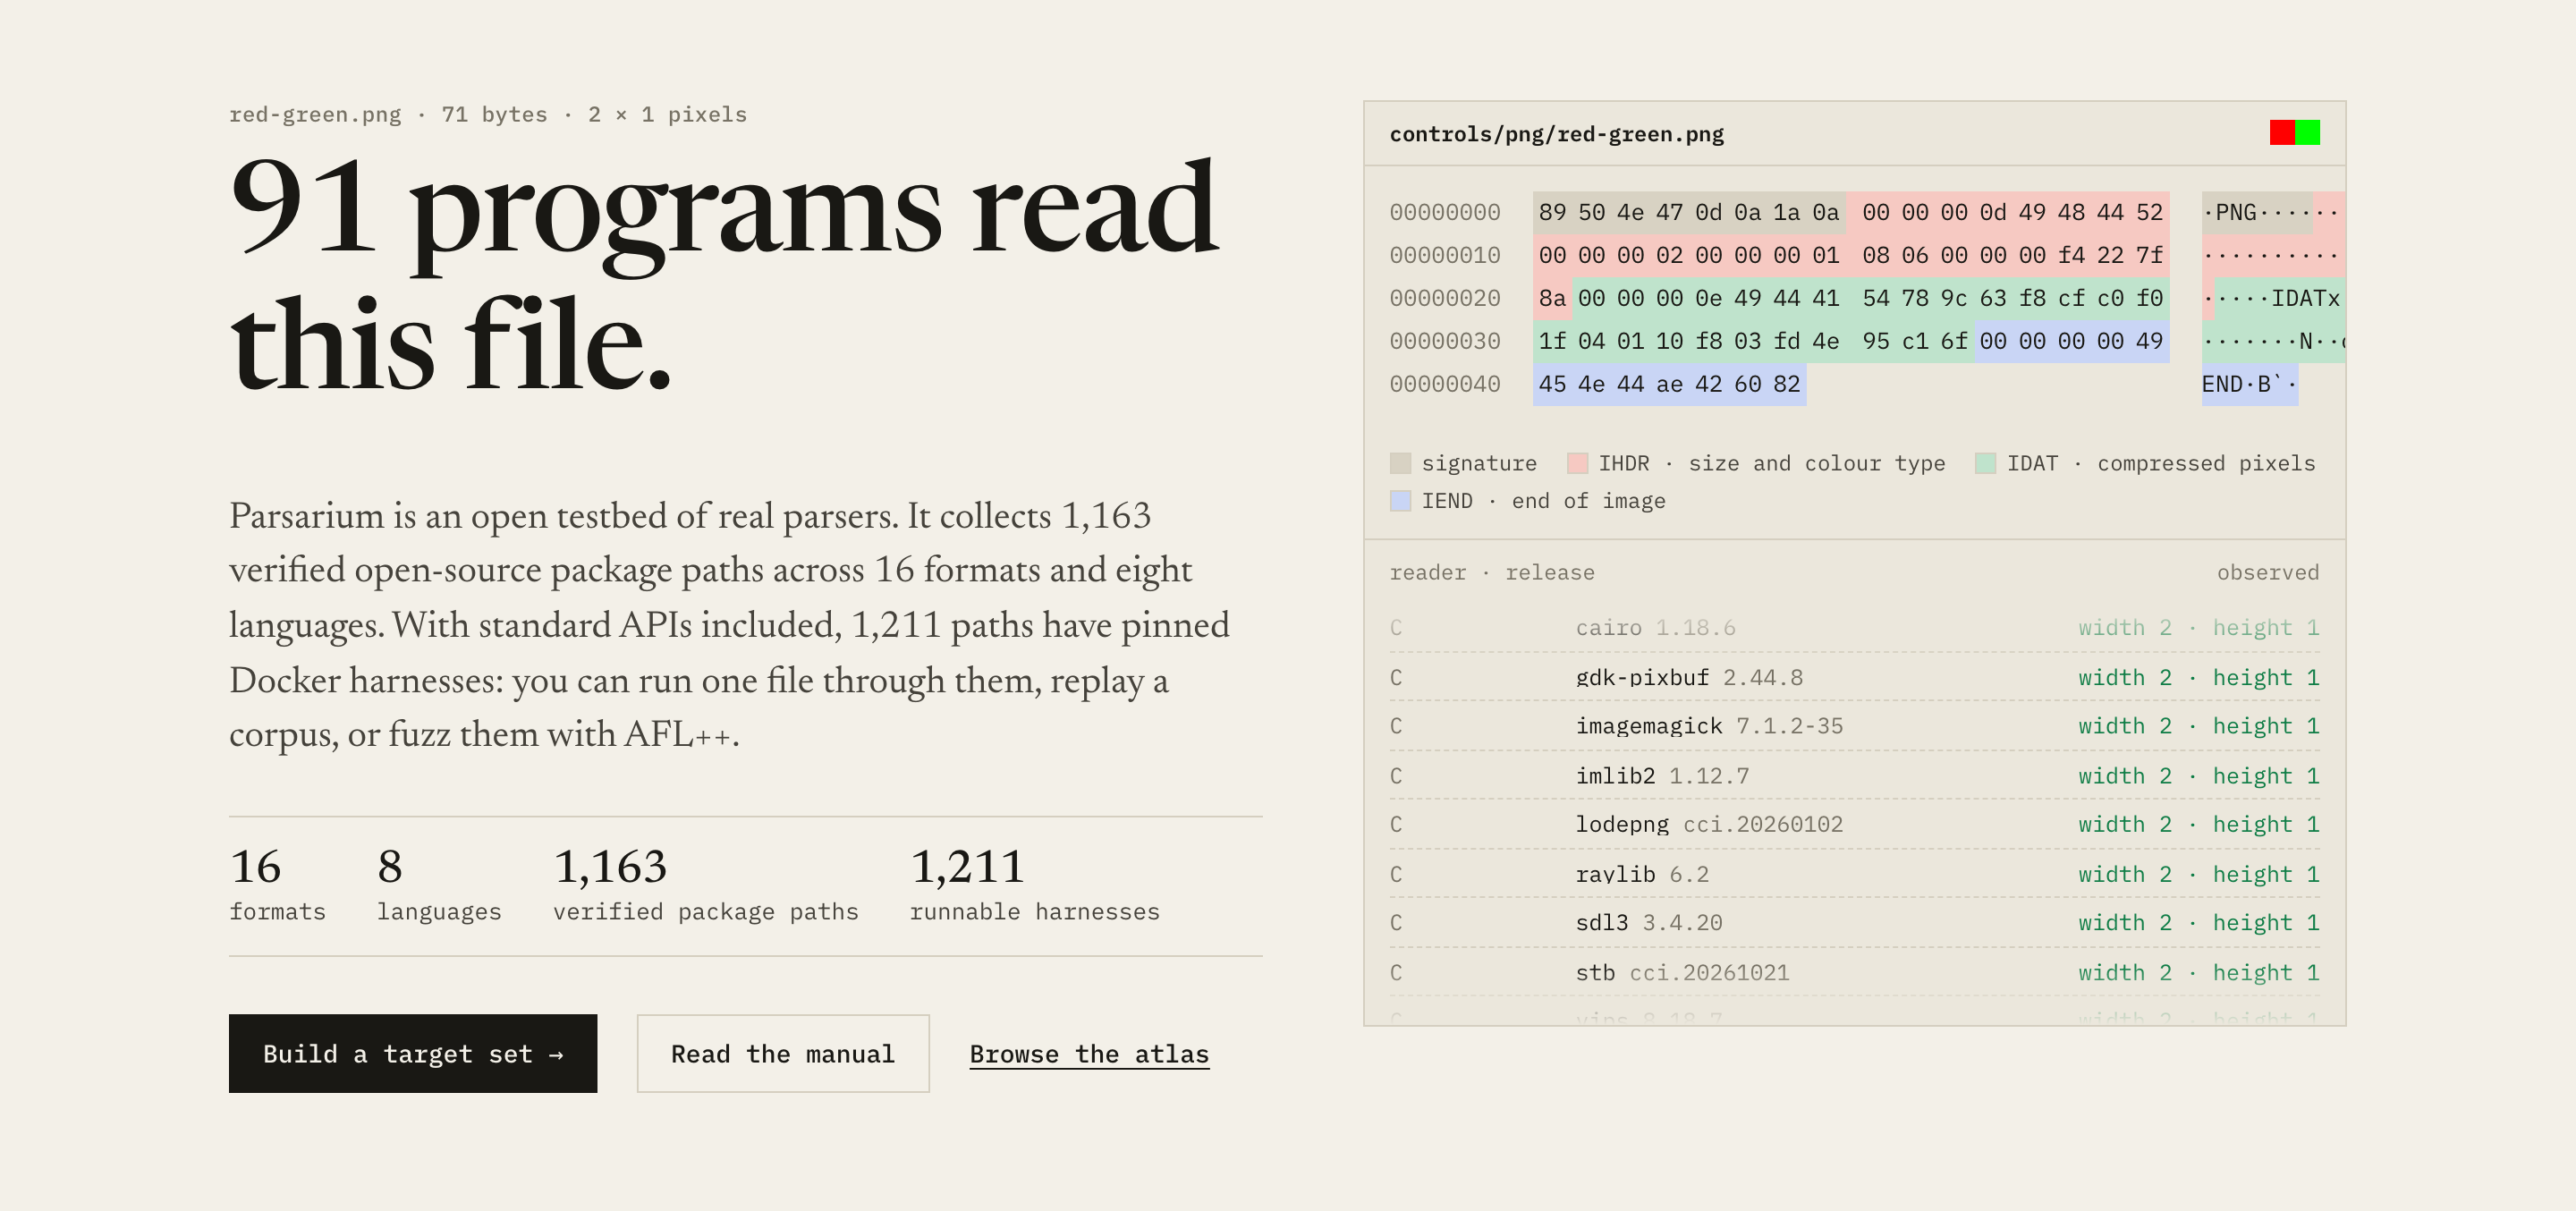 red-green.png · 71 bytes · 2 × 1 pixels
91 programs read
this file.
Parsarium is an open testbed of real parsers. It collects 1,163
verified open-source package paths across 16 formats and eight
languages. With standard APIs included, 1,211 paths have pinned
Docker harnesses: you can run one file through them, replay a
corpus, or fuzz them with AFL++.
16 8 1,163 1,211
formats languages verified package paths runnable harnesses
Build a target set → Read the manual Browse the atlas
controls/png/red-green.png
00000000 89 50 4e 47 0d 0a 1a 0a 00 00 00 0d 49 48 44 52 ·PNG······
00000010 00 00 00 02 00 00 00 01 08 06 00 00 00 f4 22 7f ··········
00000020 8a 00 00 00 0e 49 44 41 54 78 9c 63 f8 cf c0 f0 ·····IDATx
00000030 1f 04 01 10 f8 03 fd 4e 95 c1 6f 00 00 00 00 49 ·······N··
00000040 45 4e 44 ae 42 60 82 END·B`·
signature IHDR · size and colour type IDAT · compressed pixels
IEND · end of image
reader · release observed
C cairo 1.18.6 width 2 · height 1
C gdk-pixbuf 2.44.8 width 2 · height 1
C imagemagick 7.1.2-35 width 2 · height 1
C imlib2 1.12.7 width 2 · height 1
C lodepng cci.20260102 width 2 · height 1
C raylib 6.2 width 2 · height 1
C sdl3 3.4.20 width 2 · height 1
C stb cci.20261021 width 2 · height 1
C vips 8.18.7 width 2 · height 1